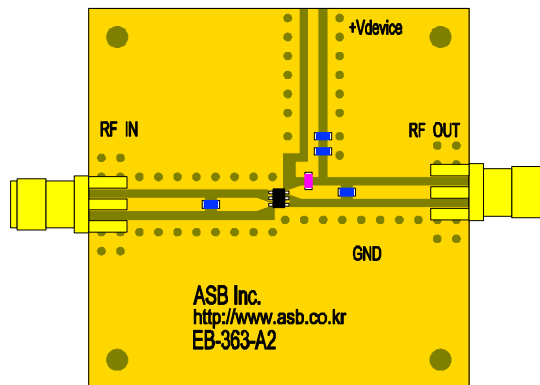 +Vdevice
RF IN
RF OUT
GND
ASB Inc.
http://www.asb.co.kr
EB-363-A2